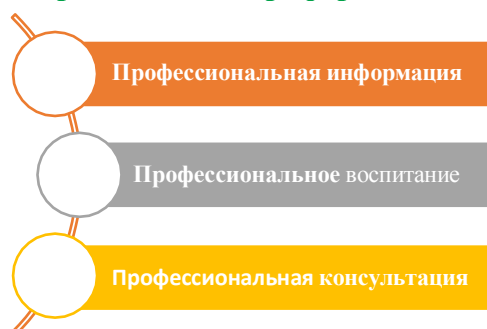 Профессиональная информация
Профессиональное воспитание
Профессиональная консультация